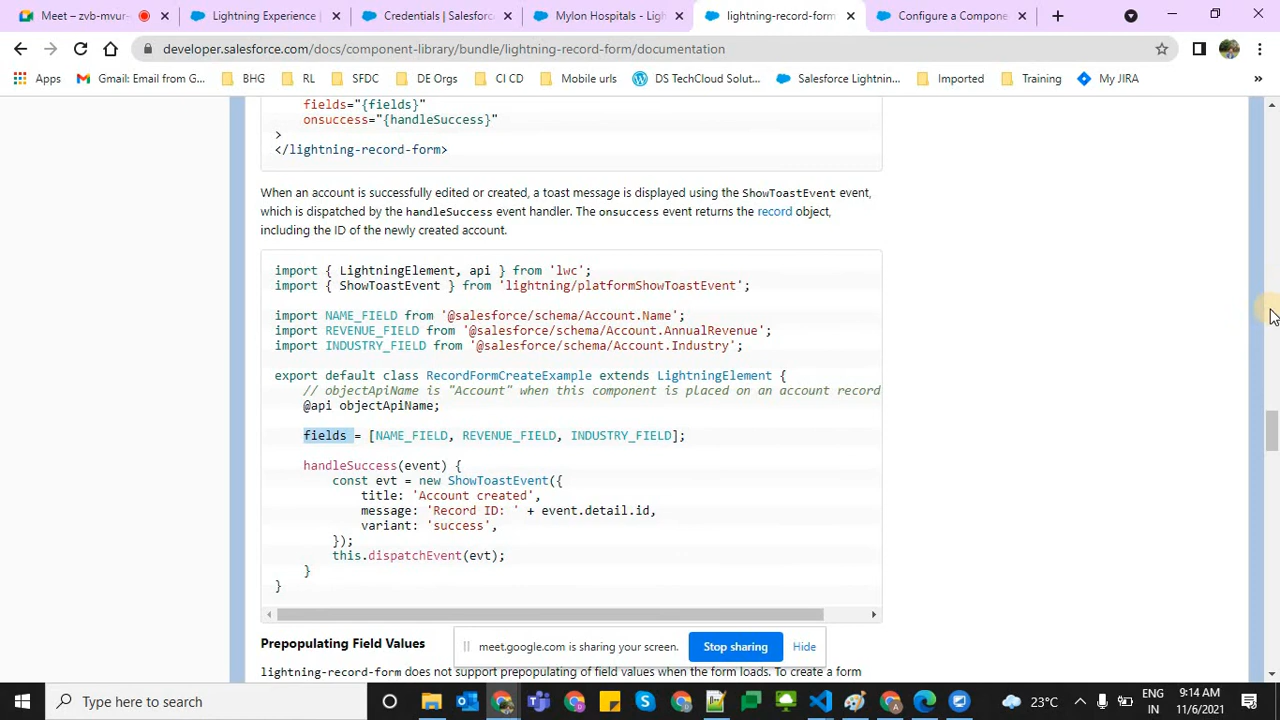 Meet – zvb-mvur-
Lightning Experience
Credentials | Salesforce
Mylon Hospitals - Ligh
lightning-record-form
Configure a Compone
developer.salesforce.com/docs/component-library/bundle/lightning-record-form/documentation
Apps
Gmail: Email from G...
BHG
RL
SFDC
DE Orgs
CI CD
Mobile urls
DS TechCloud Solut...
Salesforce Lightnin...
Imported
Training
My JIRA
»
fields="{fields}"
onsuccess="{handleSuccess}"
>
</lightning-record-form>
When an account is successfully edited or created, a toast message is displayed using the ShowToastEvent event,
which is dispatched by the handleSuccess event handler. The onsuccess event returns the record object,
including the ID of the newly created account.
import { LightningElement, api } from 'lwc';
import { ShowToastEvent } from 'lightning/platformShowToastEvent';
import NAME_FIELD from '@salesforce/schema/Account.Name';
import REVENUE_FIELD from '@salesforce/schema/Account.AnnualRevenue';
import INDUSTRY_FIELD from '@salesforce/schema/Account.Industry';
export default class RecordFormCreateExample extends LightningElement {
// objectApiName is "Account" when this component is placed on an account record
@api objectApiName;
fields = [NAME_FIELD, REVENUE_FIELD, INDUSTRY_FIELD];
handleSuccess(event) {
const evt = new ShowToastEvent({
title: 'Account created',
message: 'Record ID: ' + event.detail.id,
variant: 'success',
});
this.dispatchEvent(evt);
}
}
Prepopulating Field Values
meet.google.com is sharing your screen.
Stop sharing
Hide
lightning-record-form does not support prepopulating of field values when the form loads. To create a form
Type here to search
23°C
ENG
IN
9:14 AM
11/6/2021